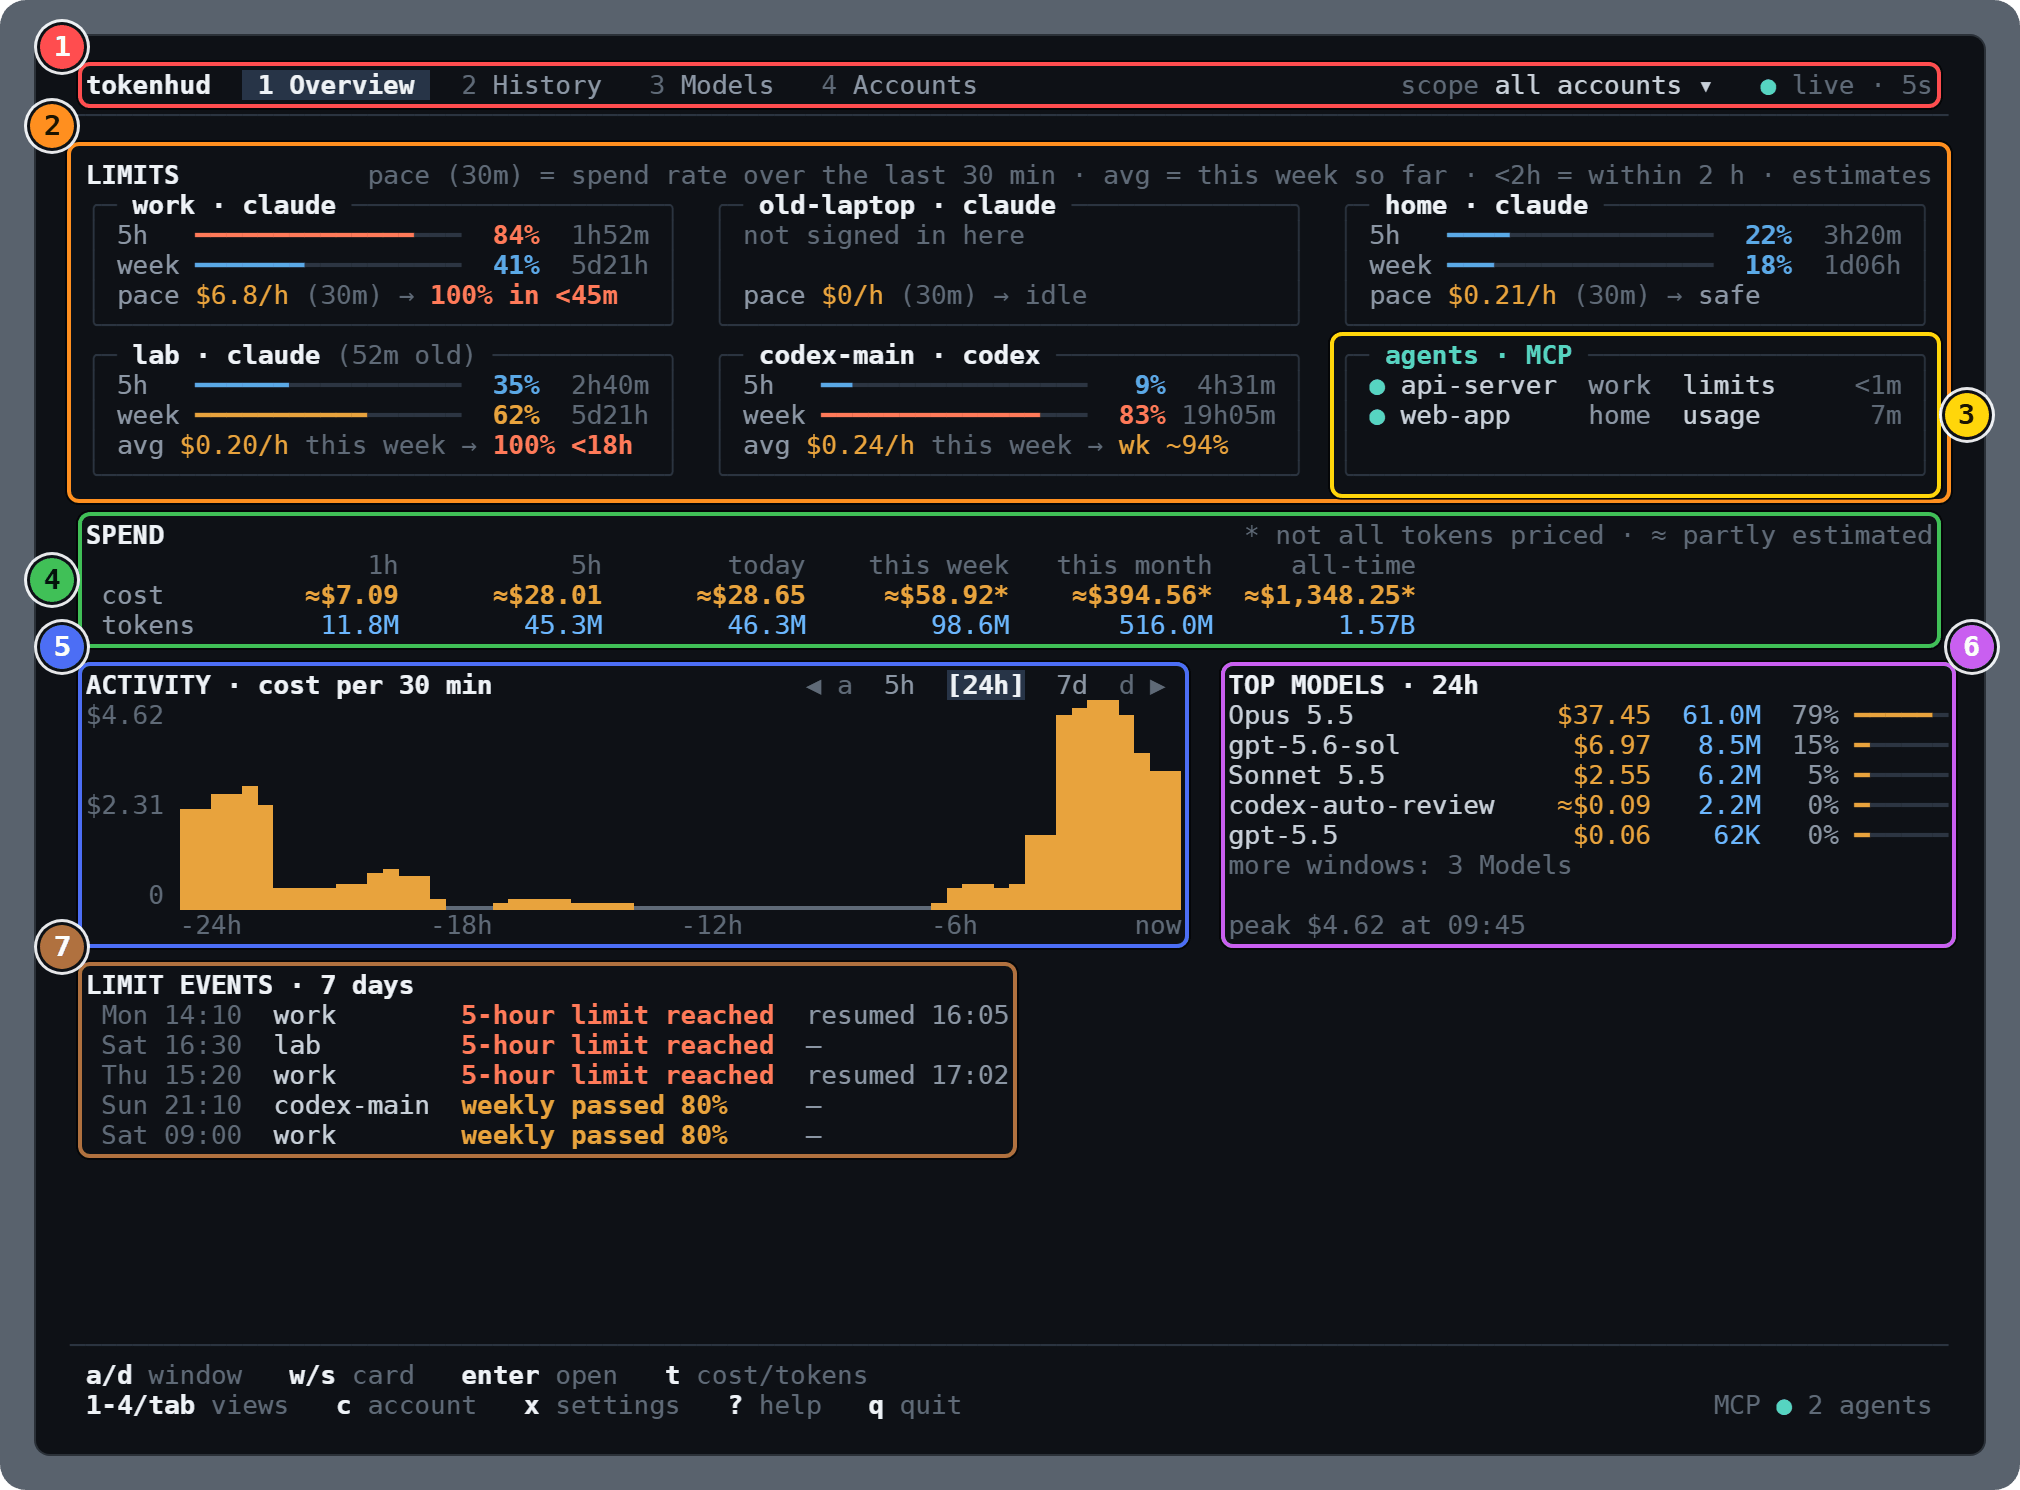 1
tokenhud 1 Overview 2 History 3 Models 4 Accounts scope all accounts ▾ ● live · 5s
2
LIMITS pace (30m) = spend rate over the last 30 min · avg = this week so far · <2h = within 2 h · estimates
work · claude
5h 84% 1h52m
week 41% 5d21h
pace $6.8/h (30m) → 100% in <45m
old-laptop · claude
not signed in here
pace $0/h (30m) → idle
home · claude
5h 22% 3h20m
week 18% 1d06h
pace $0.21/h (30m) → safe
lab · claude (52m old)
5h 35% 2h40m
week 62% 5d21h
avg $0.20/h this week → 100% <18h
codex-main · codex
5h 9% 4h31m
week 83% 19h05m
avg $0.24/h this week → wk ~94%
agents · MCP
● api-server work limits <1m
● web-app home usage 7m
3
4
SPEND * not all tokens priced · ≈ partly estimated
1h 5h today this week this month all-time
cost ≈$7.09 ≈$28.01 ≈$28.65 ≈$58.92* ≈$394.56* ≈$1,348.25*
tokens 11.8M 45.3M 46.3M 98.6M 516.0M 1.57B
5
ACTIVITY · cost per 30 min ◀ a 5h [24h] 7d d ▶
$4.62
$2.31
0
-24h -18h -12h -6h now
6
TOP MODELS · 24h
Opus 5.5 $37.45 61.0M 79%
gpt-5.6-sol $6.97 8.5M 15%
Sonnet 5.5 $2.55 6.2M 5%
codex-auto-review ≈$0.09 2.2M 0%
gpt-5.5 $0.06 62K 0%
more windows: 3 Models
peak $4.62 at 09:45
7
LIMIT EVENTS · 7 days
Mon 14:10 work 5-hour limit reached resumed 16:05
Sat 16:30 lab 5-hour limit reached —
Thu 15:20 work 5-hour limit reached resumed 17:02
Sun 21:10 codex-main weekly passed 80% —
Sat 09:00 work weekly passed 80% —
a/d window w/s card enter open t cost/tokens
1-4/tab views c account x settings ? help q quit MCP ● 2 agents